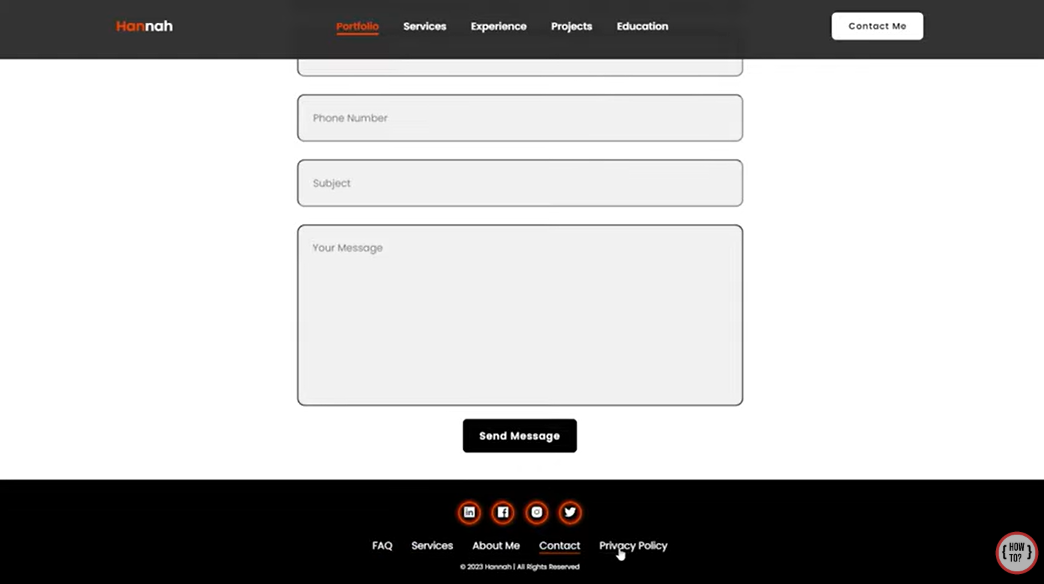 Hannah
Portfolio Services Experience Projects Education
Contact Me
Phone Number
Subject
Your Message
Send Message
in
FAQ Services About Me Contact Privacy Policy
© 2023 Hannah | All Rights Reserved
{ HOW TO? }